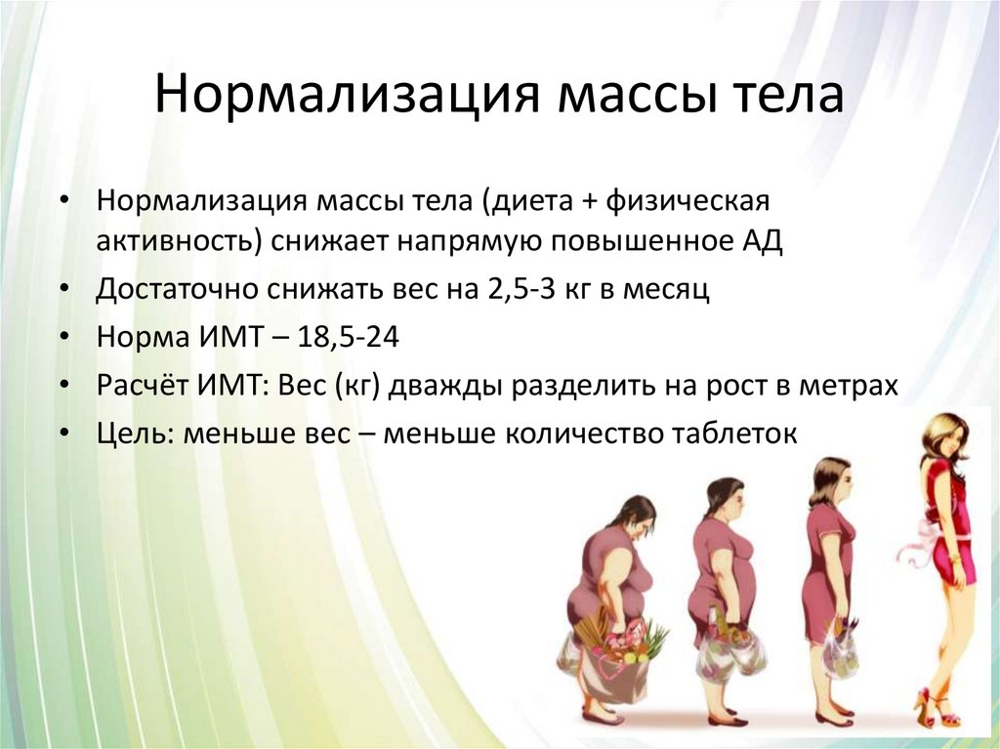 Нормализация массы тела
• Нормализация массы тела (диета + физическая
активность) снижает напрямую повышенное АД
• Достаточно снижать вес на 2,5-3 кг в месяц
• Норма ИМТ – 18,5-24
• Расчёт ИМТ: Вес (кг) дважды разделить на рост в метрах
• Цель: меньше вес – меньше количество таблеток